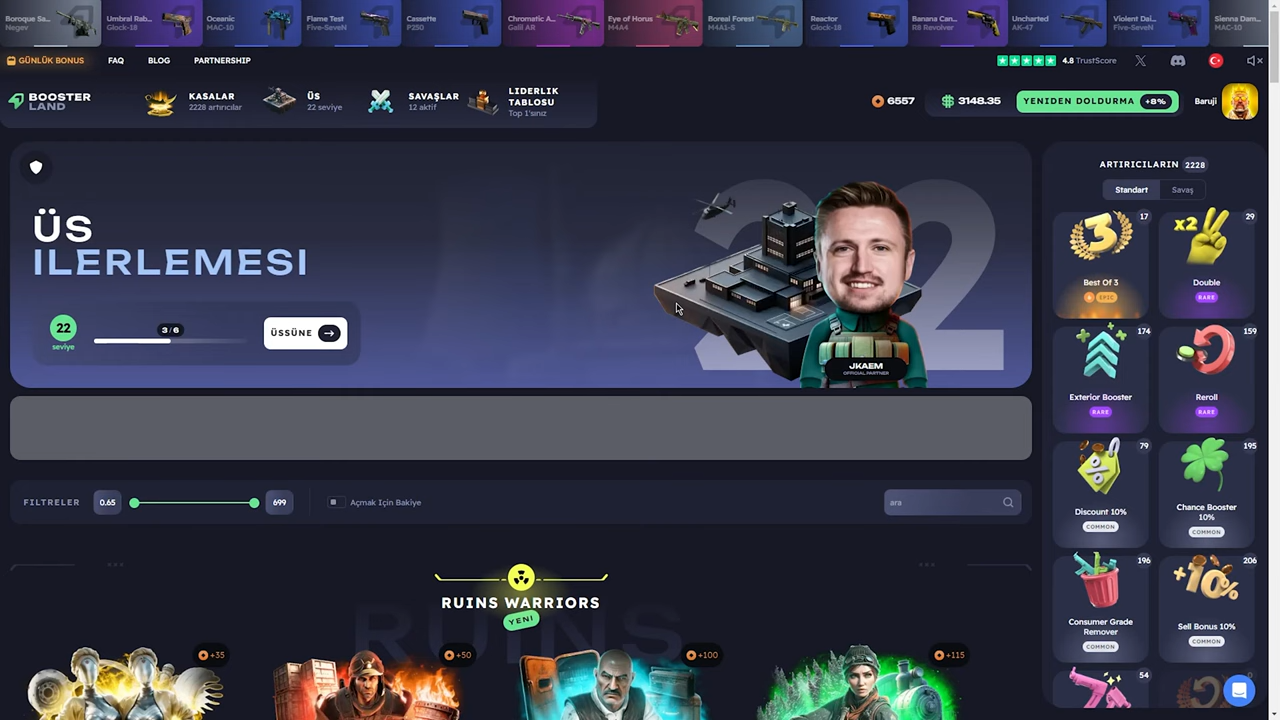 Boroque Sa...
Negev
Umbral Rab...
Glock-18
Oceanic
MAC-10
Flame Test
Five-SeveN
Cassette
P250
Chromatic A...
Galil AR
Eye of Horus
M4A4
Boreal Forest
M4A1-S
Reactor
Glock-18
Banana Can...
R8 Revolver
Uncharted
AK-47
Violent Dai...
Five-SeveN
Sienna Dam...
MAC-10
GÜNLÜK BONUS
FAQ
BLOG
PARTNERSHIP
4.8 TrustScore
BOOSTER
LAND
KASALAR
2228 artırıcılar
ÜS
22 seviye
SAVAŞLAR
12 aktif
LIDERLIK
TABLOSU
Top 1'sınız
6557
3148.35
YENIDEN DOLDURMA +8%
Baruji
ÜS
ILERLEMESI
22
seviye
3/6
ÜSSÜNE
22
JKAEM
OFFICIAL PARTNER
ARTIRICILARIN 2228
Standart
Savaş
17
Best Of 3
EPIC
x2
29
Double
RARE
174
Exterior Booster
RARE
159
Reroll
RARE
79
Discount 10%
COMMON
195
Chance Booster
10%
COMMON
196
Consumer Grade
Remover
COMMON
+10%
206
Sell Bonus 10%
COMMON
54
FILTRELER
0.65
699
Açmak Için Bakiye
ara
RUINS
RUINS WARRIORS
YENI
+35
+50
+100
+115